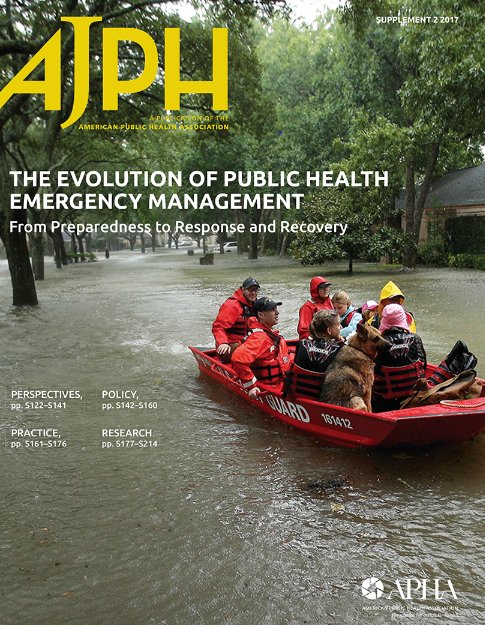 SUPPLEMENT 2 2017
AJPH
A PUBLICATION OF THE
AMERICAN PUBLIC HEALTH ASSOCIATION
THE EVOLUTION OF PUBLIC HEALTH
EMERGENCY MANAGEMENT
From Preparedness to Response and Recovery
PERSPECTIVES,
pp. S122–S141
POLICY,
pp. S142–S160
PRACTICE,
pp. S161–S176
RESEARCH
pp. S177–S214
GUARD
161412
APHA
AMERICAN PUBLIC HEALTH ASSOCIATION